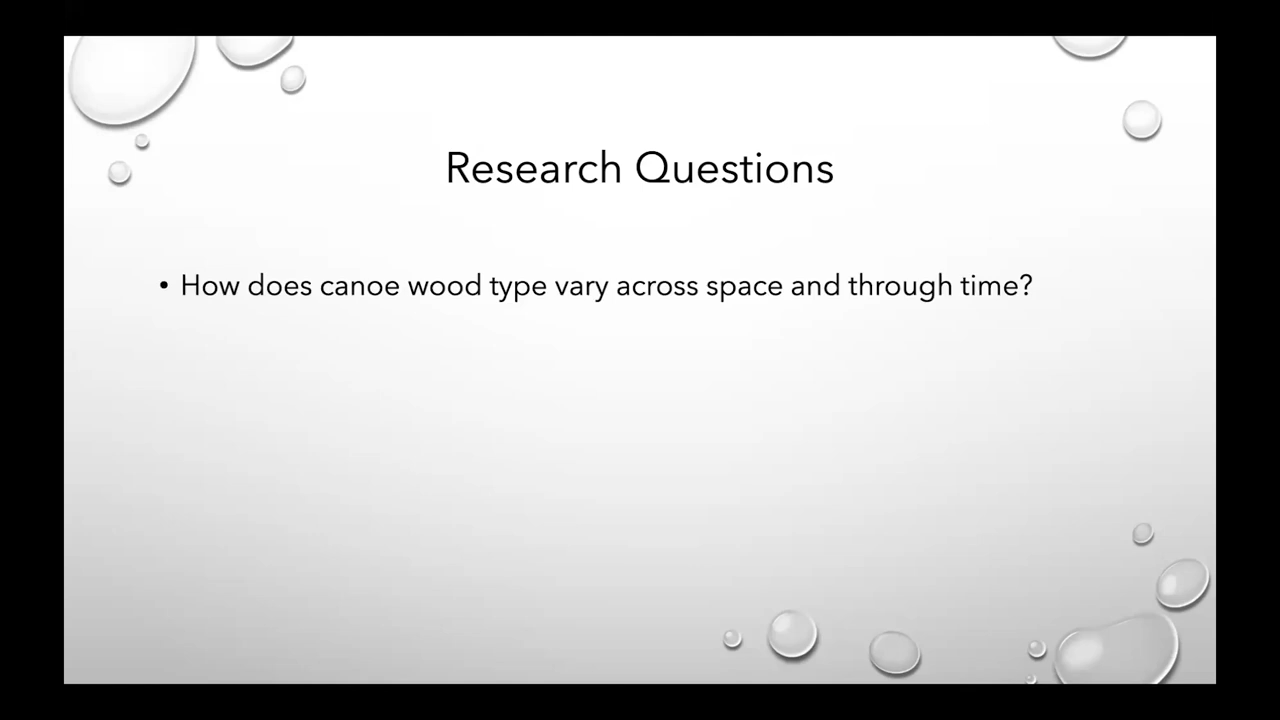 Research Questions
• How does canoe wood type vary across space and through time?